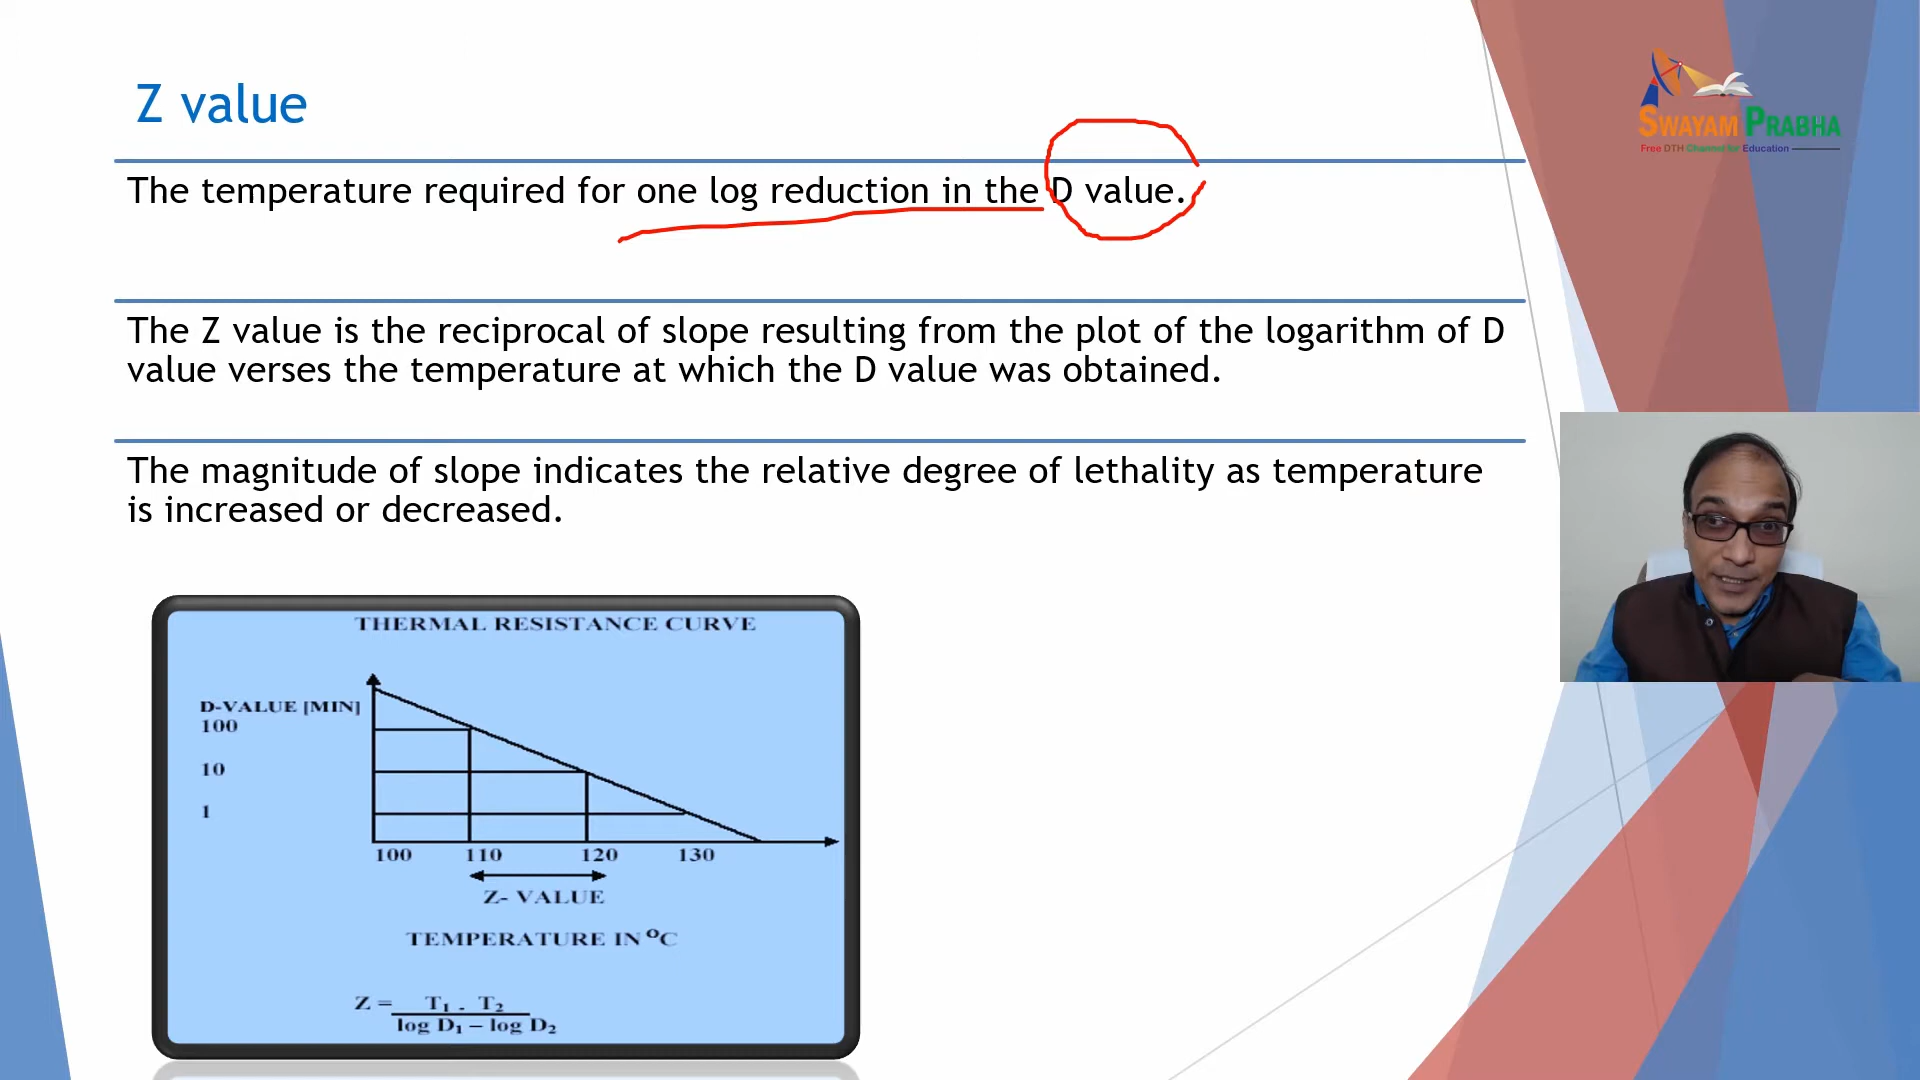 Z value
SWAYAM PRABHA
Free DTH Channel for Education
The temperature required for one log reduction in the D value.
The Z value is the reciprocal of slope resulting from the plot of the logarithm of D
value verses the temperature at which the D value was obtained.
The magnitude of slope indicates the relative degree of lethality as temperature
is increased or decreased.
THERMAL RESISTANCE CURVE
D-VALUE [MIN]
100
10
1
100 110 120 130
Z- VALUE
TEMPERATURE IN °C
Z = T₁ - T₂
log D₁ – log D₂